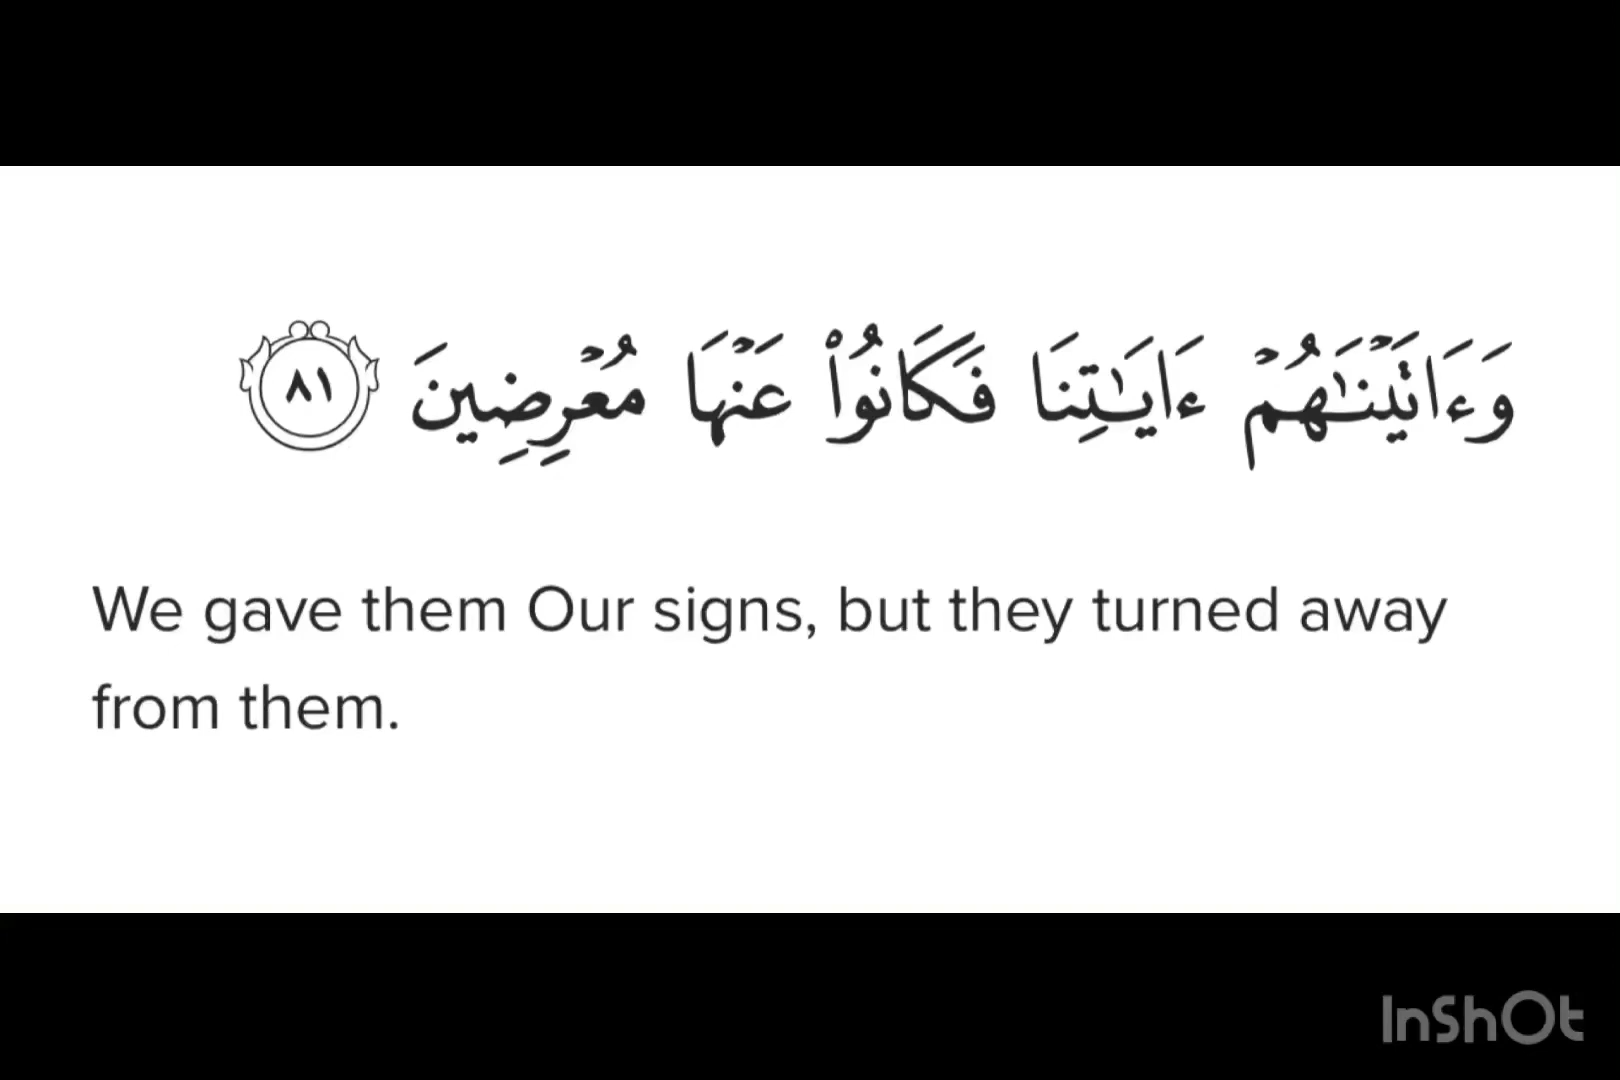 وَءَاتَيْنَٰهُمْ ءَايَٰتِنَا فَكَانُوا۟ عَنْهَا مُعْرِضِينَ ٨١
We gave them Our signs, but they turned away
from them.
InShOt